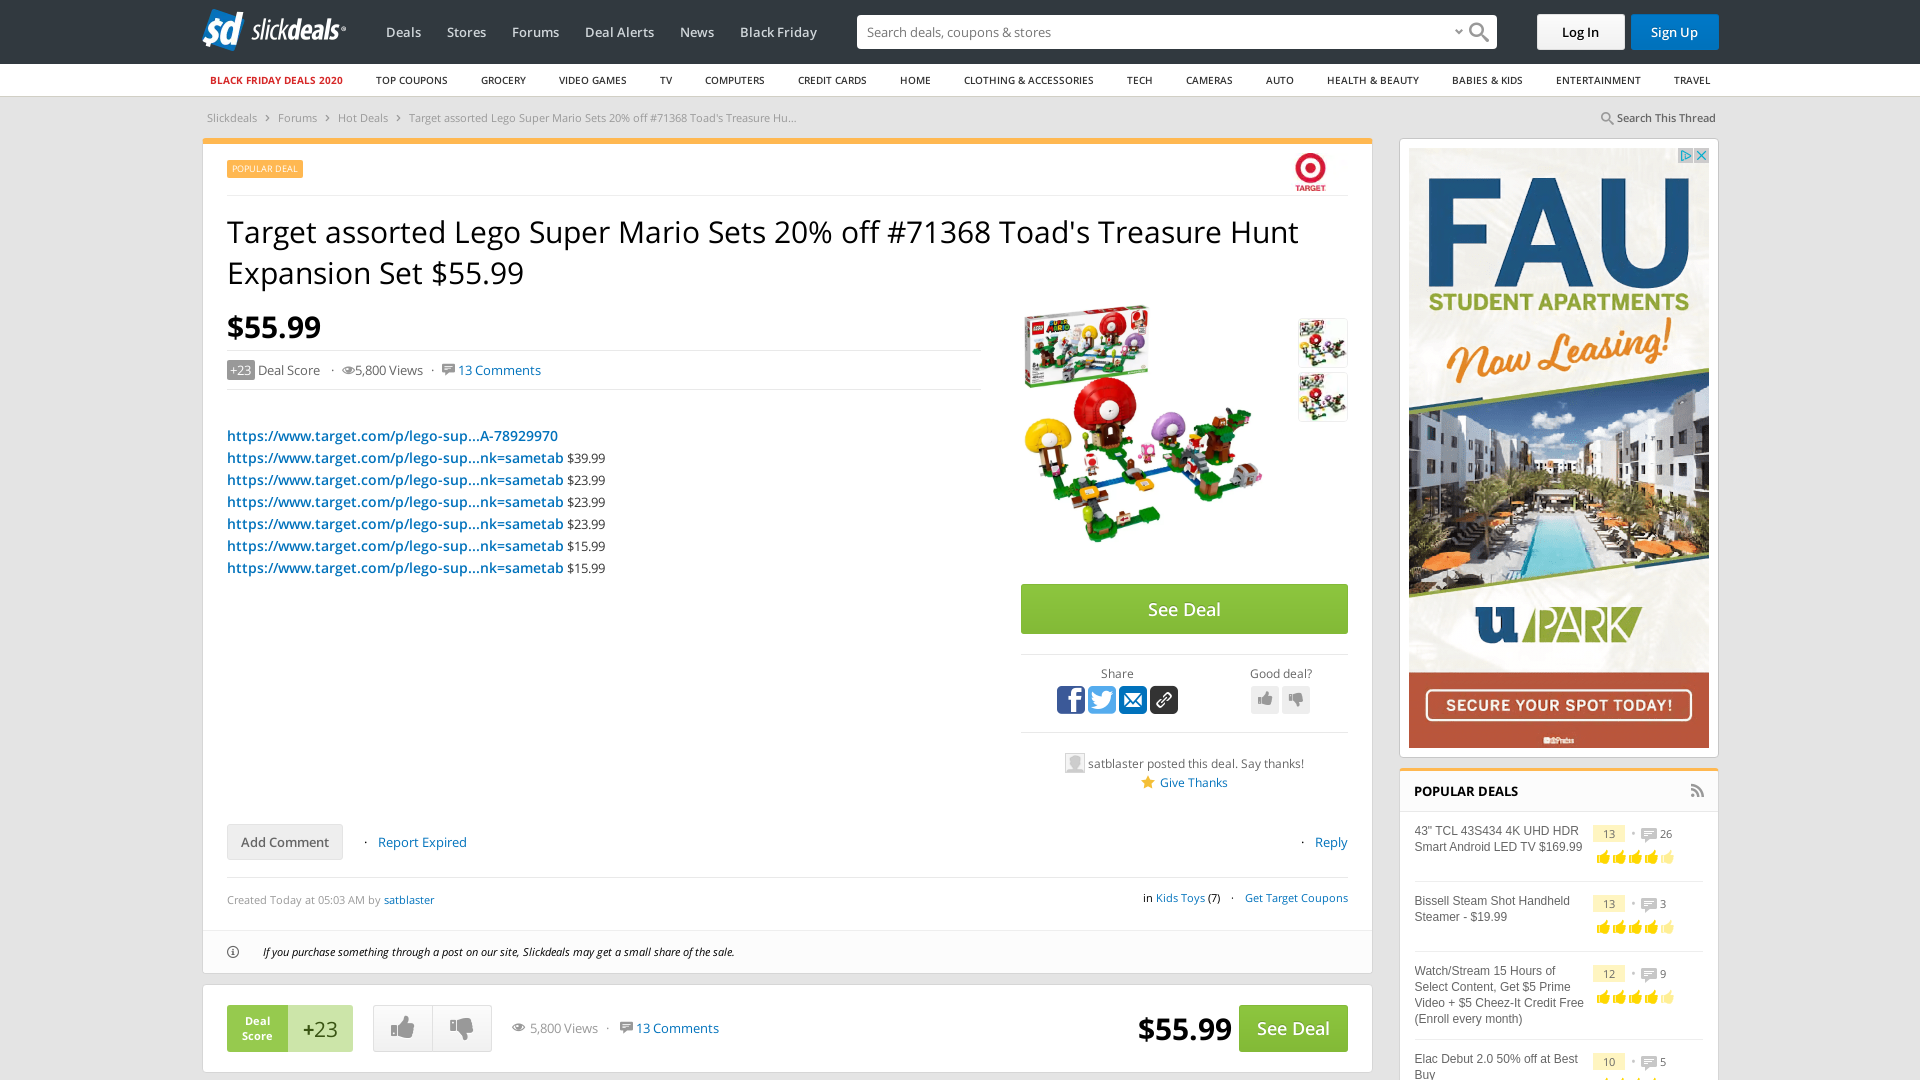 slickdeals
Deals
Stores
Forums
Deal Alerts
News
Black Friday
Search deals, coupons & stores
Log In
Sign Up
BLACK FRIDAY DEALS 2020
TOP COUPONS
GROCERY
VIDEO GAMES
TV
COMPUTERS
CREDIT CARDS
HOME
CLOTHING & ACCESSORIES
TECH
CAMERAS
AUTO
HEALTH & BEAUTY
BABIES & KIDS
ENTERTAINMENT
TRAVEL
Slickdeals › Forums › Hot Deals › Target assorted Lego Super Mario Sets 20% off #71368 Toad's Treasure Hu...
Search This Thread
POPULAR DEAL
TARGET
Target assorted Lego Super Mario Sets 20% off #71368 Toad's Treasure Hunt
Expansion Set $55.99
$55.99
+23 Deal Score · 5,800 Views · 13 Comments
https://www.target.com/p/lego-sup...A-78929970
https://www.target.com/p/lego-sup...nk=sametab $39.99
https://www.target.com/p/lego-sup...nk=sametab $23.99
https://www.target.com/p/lego-sup...nk=sametab $23.99
https://www.target.com/p/lego-sup...nk=sametab $23.99
https://www.target.com/p/lego-sup...nk=sametab $15.99
https://www.target.com/p/lego-sup...nk=sametab $15.99
See Deal
Share
Good deal?
satblaster posted this deal. Say thanks!
Give Thanks
Add Comment
· Report Expired
· Reply
Created Today at 05:03 AM by satblaster
in Kids Toys (7) · Get Target Coupons
If you purchase something through a post on our site, Slickdeals may get a small share of the sale.
Deal
Score
+23
5,800 Views · 13 Comments
$55.99
See Deal
FAU
STUDENT APARTMENTS
Now Leasing!
u/PARK
SECURE YOUR SPOT TODAY!
POPULAR DEALS
43" TCL 43S434 4K UHD HDR
Smart Android LED TV $169.99
13 • 26
Bissell Steam Shot Handheld
Steamer - $19.99
13 • 3
Watch/Stream 15 Hours of
Select Content, Get $5 Prime
Video + $5 Cheez-It Credit Free
(Enroll every month)
12 • 9
Elac Debut 2.0 50% off at Best
Buy
10 • 5